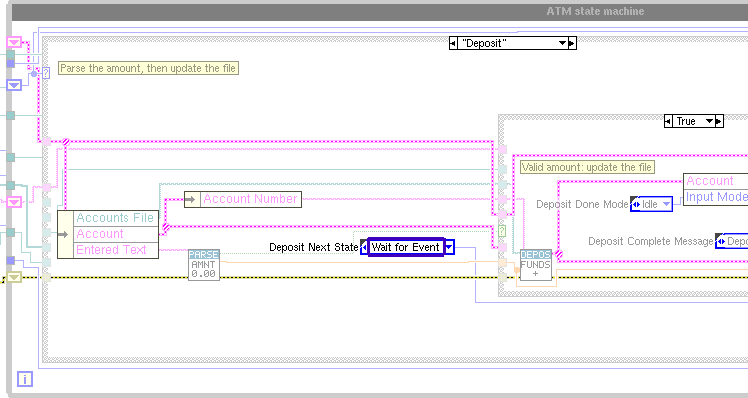 ATM state machine
"Deposit"
Parse the amount, then update the file
?
True
Valid amount: update the file
Account
Input Mode
Deposit Done Mode
Idle
Account Number
Accounts File
Account
Entered Text
?
Deposit Complete Message
Depo
Deposit Next State
Wait for Event
PARSE
AMNT
0.00
DEPOS
FUNDS
+
i